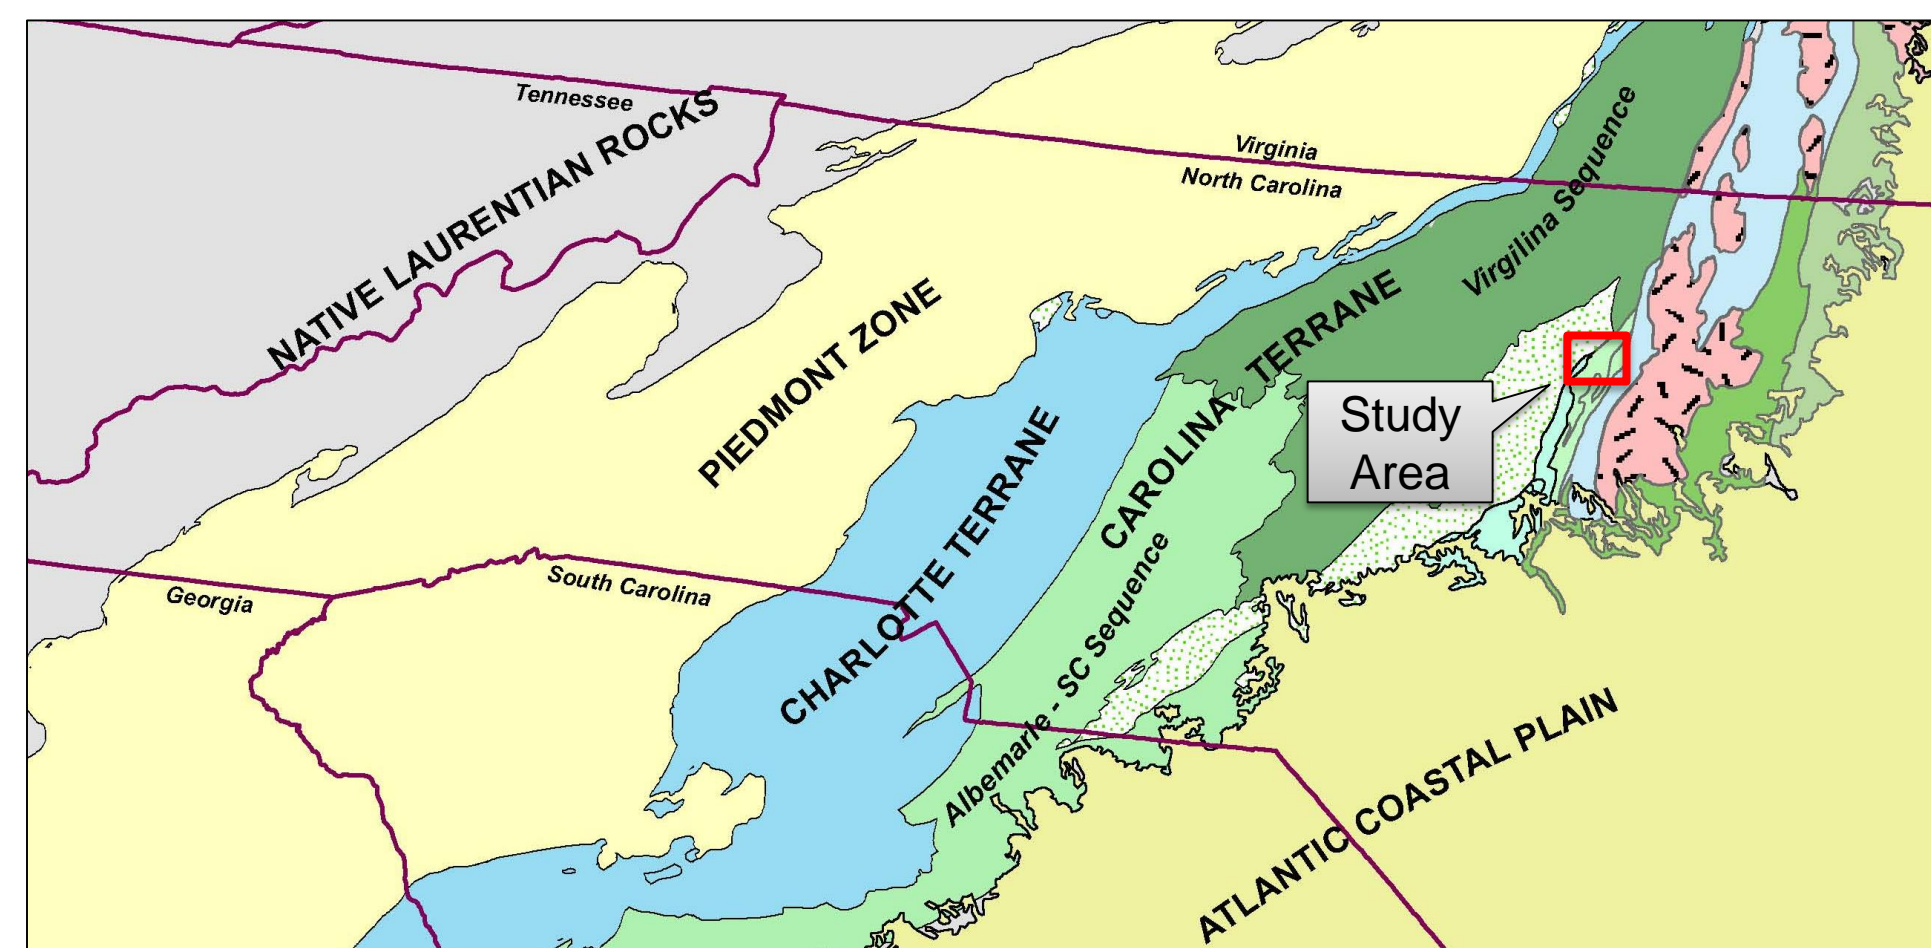 Tennessee
NATIVE LAURENTIAN ROCKS
Virginia
North Carolina
Virgilina Sequence
PIEDMONT ZONE
CAROLINA TERRANE
Study
Area
CHARLOTTE TERRANE
Albemarle - SC Sequence
South Carolina
Georgia
ATLANTIC COASTAL PLAIN